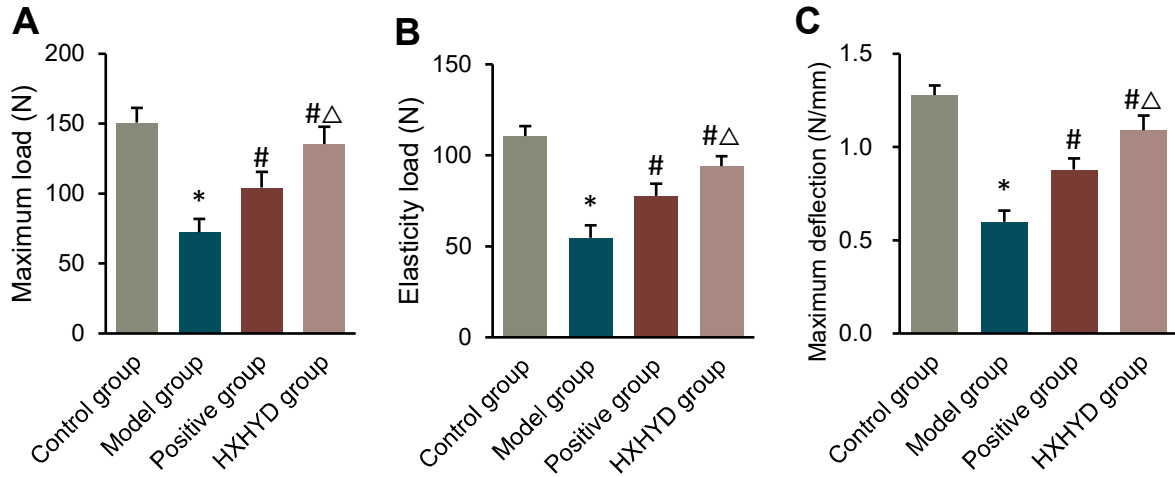 A
Maximum load (N)
200
150
100
50
0
*
#
#△
Control group
Model group
Positive group
HXHYD group
B
Elasticity load (N)
150
100
50
0
*
#
#△
Control group
Model group
Positive group
HXHYD group
C
Maximum deflection (N/mm)
1.5
1.0
0.5
0.0
*
#
#△
Control group
Model group
Positive group
HXHYD group